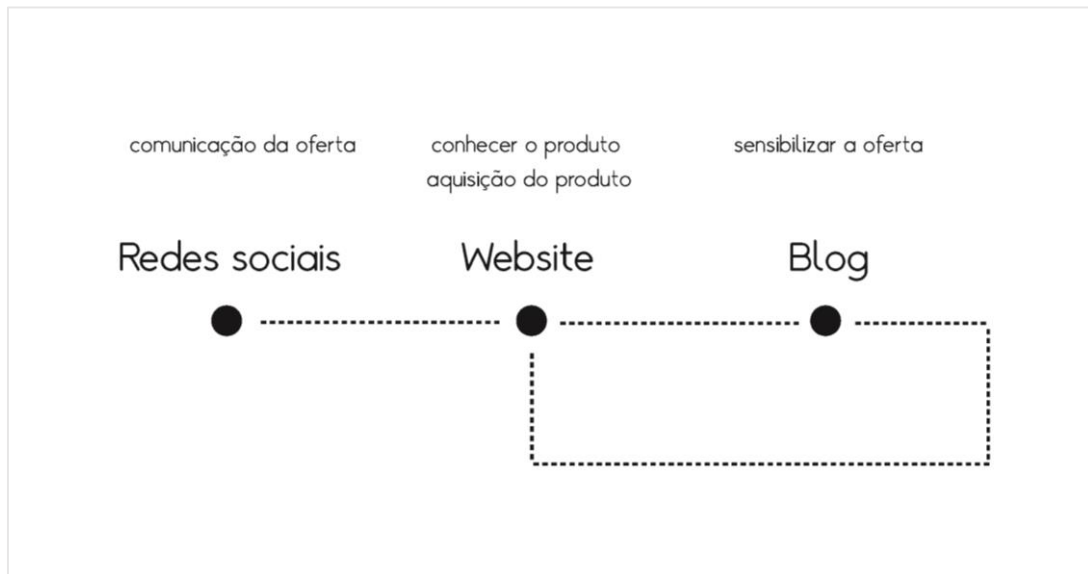 comunicação da oferta
conhecer o produto
aquisição do produto
sensibilizar a oferta
Redes sociais
Website
Blog